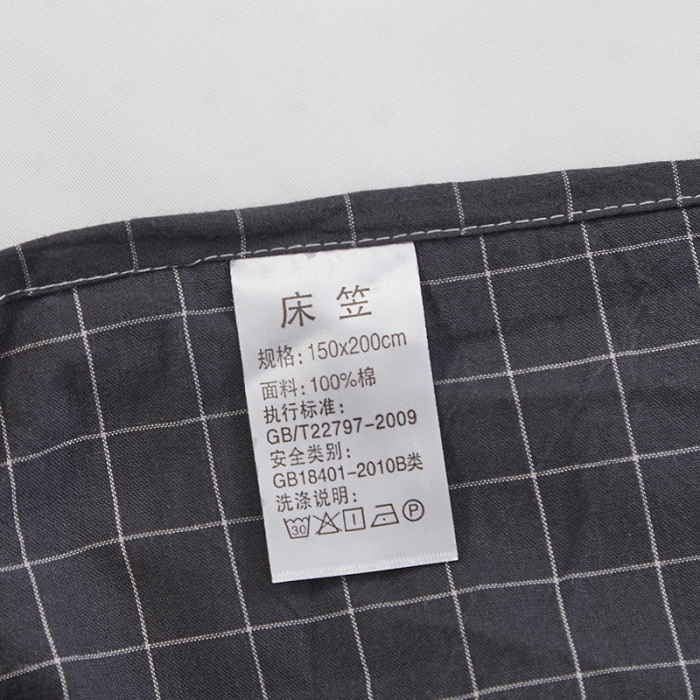 床笠
规格:150x200cm
面料:100%棉
执行标准:
GB/T22797-2009
安全类别:
GB18401-2010B类
洗涤说明:
30 P